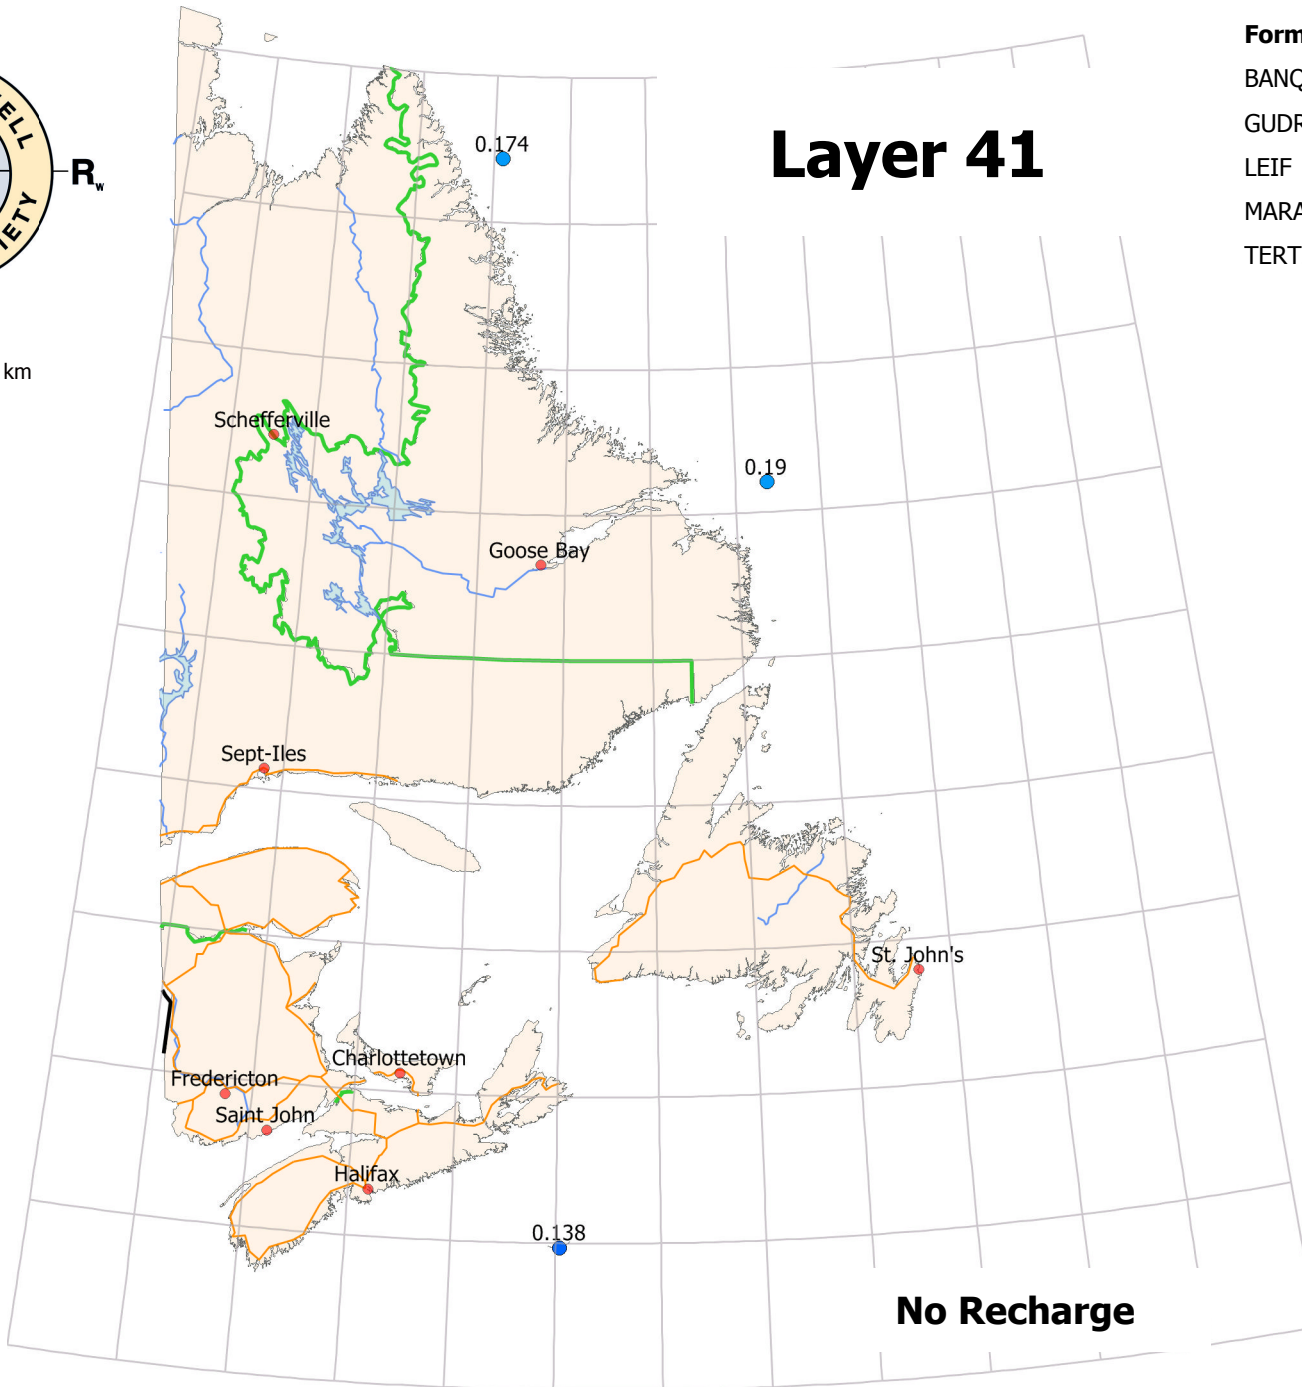 Form
BANQ
GUDR
LEIF
MARA
TERT
Layer 41
R
w
km
0.174
Schefferville
0.19
Goose Bay
Sept-Iles
St. John's
Charlottetown
Fredericton
Saint John
Halifax
0.138
No Recharge